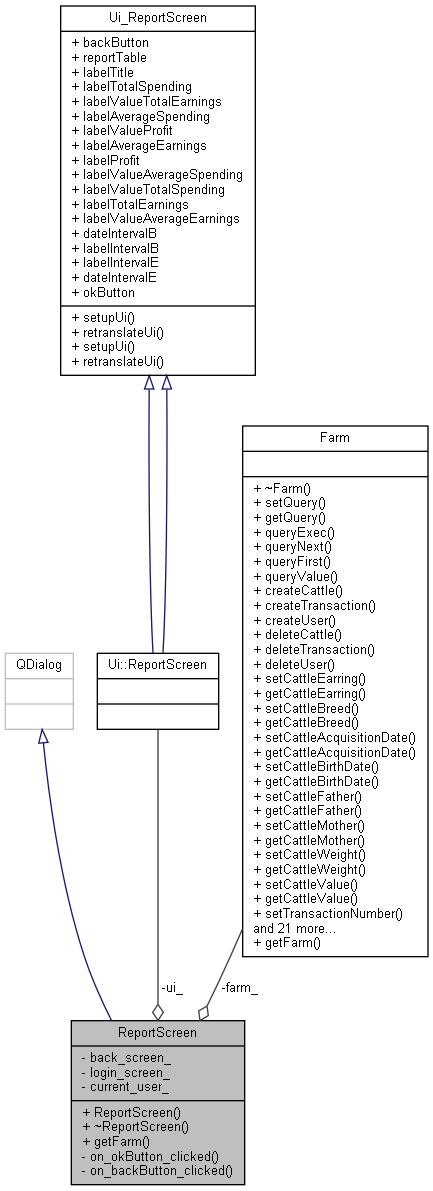 Ui_ReportScreen
+ backButton
+ reportTable
+ labelTitle
+ labelTotalSpending
+ labelValueTotalEarnings
+ labelAverageSpending
+ labelValueProfit
+ labelAverageEarnings
+ labelProfit
+ labelValueAverageSpending
+ labelValueTotalSpending
+ labelTotalEarnings
+ labelValueAverageEarnings
+ dateIntervalB
+ labelIntervalB
+ labelIntervalE
+ dateIntervalE
+ okButton
+ setupUi()
+ retranslateUi()
+ setupUi()
+ retranslateUi()
Farm
+ ~Farm()
+ setQuery()
+ getQuery()
+ queryExec()
+ queryNext()
+ queryFirst()
+ queryValue()
+ createCattle()
+ createTransaction()
+ createUser()
+ deleteCattle()
+ deleteTransaction()
+ deleteUser()
+ setCattleEarring()
+ getCattleEarring()
+ setCattleBreed()
+ getCattleBreed()
+ setCattleAcquisitionDate()
+ getCattleAcquisitionDate()
+ setCattleBirthDate()
+ getCattleBirthDate()
+ setCattleFather()
+ getCattleFather()
+ setCattleMother()
+ getCattleMother()
+ setCattleWeight()
+ getCattleWeight()
+ setCattleValue()
+ getCattleValue()
+ setTransactionNumber()
and 21 more...
+ getFarm()
QDialog
Ui::ReportScreen
-ui_
-farm_
ReportScreen
- back_screen_
- login_screen_
- current_user_
+ ReportScreen()
+ ~ReportScreen()
+ getFarm()
- on_okButton_clicked()
- on_backButton_clicked()